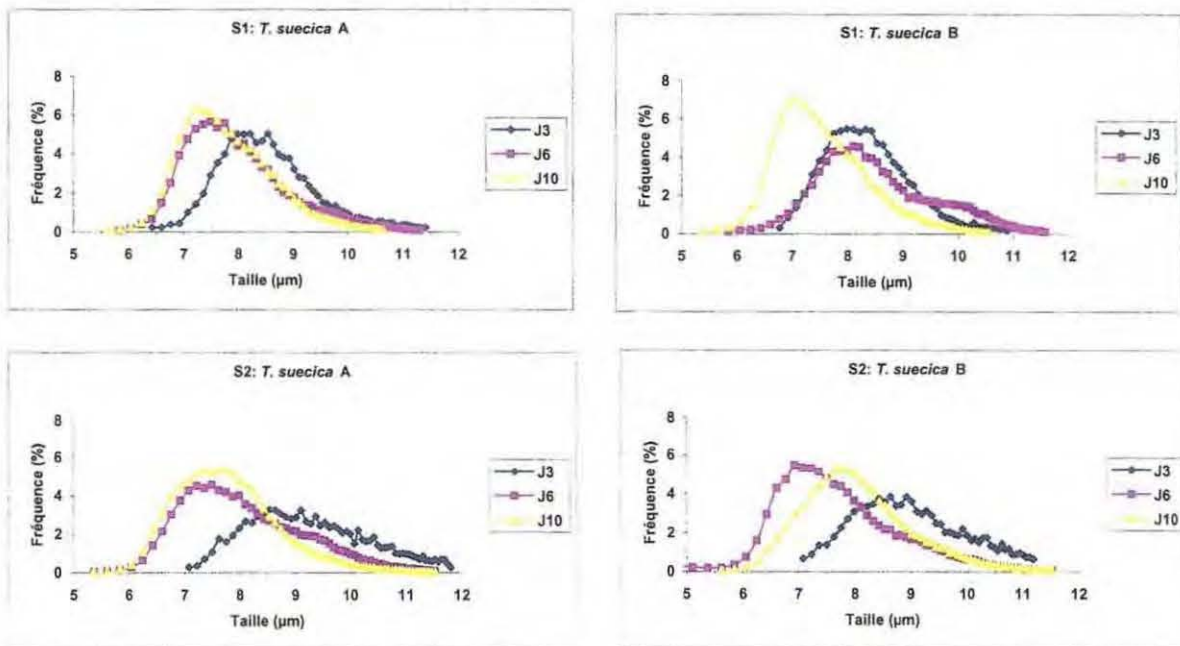 S1: T. suecica A
8
6
4
2
0
Fréquence (%)
5 6 7 8 9 10 11 12
Taille (µm)
J3
J6
J10
S1: T. suecica B
8
6
4
2
0
Fréquence (%)
5 6 7 8 9 10 11 12
Taille (µm)
J3
J6
J10
S2: T. suecica A
8
6
4
2
0
Fréquence (%)
5 6 7 8 9 10 11 12
Taille (µm)
J3
J6
J10
S2: T. suecica B
8
6
4
2
0
Fréquence (%)
5 6 7 8 9 10 11 12
Taille (µm)
J3
J6
J10